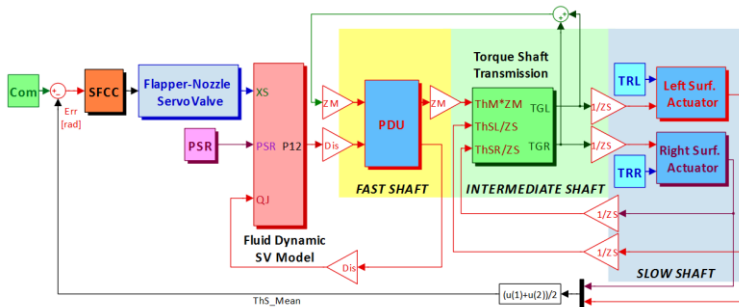 Com
Err
[rad]
SFCC
Flapper-Nozzle
ServoValve
PSR
XS
PSR
P12
QJ
Fluid Dynamic
SV Model
ZM
Dis
PDU
ZM
Dis
FAST SHAFT
Torque Shaft
Transmission
ThM*ZM
TGL
ThSL/ZS
ThSR/ZS
TGR
INTERMEDIATE SHAFT
1/ZS
1/ZS
TRL
Left Surf.
Actuator
Right Surf.
Actuator
TRR
1/ZS
1/ZS
SLOW SHAFT
(u(1)+u(2))/2
ThS_Mean